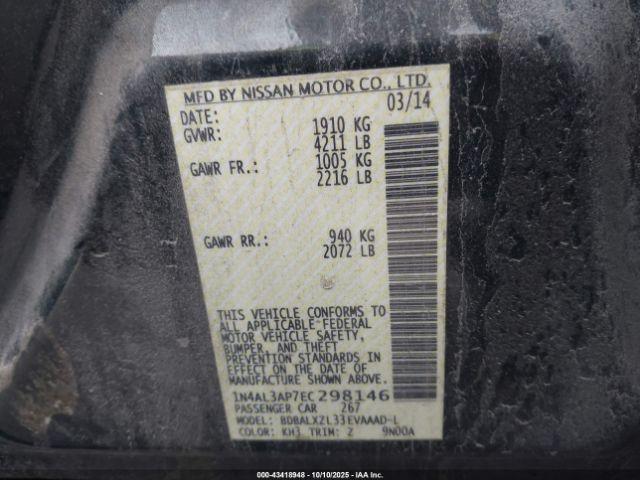 MFD BY NISSAN MOTOR CO., LTD.
DATE: 03/14
GVWR: 1910 KG
4211 LB
GAWR FR.: 1005 KG
2216 LB
GAWR RR.: 940 KG
2072 LB
THIS VEHICLE CONFORMS TO
ALL APPLICABLE FEDERAL
MOTOR VEHICLE SAFETY,
BUMPER, AND THEFT
PREVENTION STANDARDS IN
EFFECT ON THE DATE OF
MANUFACTURE SHOWN ABOVE.
1N4AL3AP7EC298146
PASSENGER CAR 267
MODEL: BDBALXZL33EVAAAD-L
COLOR: KH3 TRIM: Z 9N00A
000-43418948 - 10/10/2025 - IAAI.com